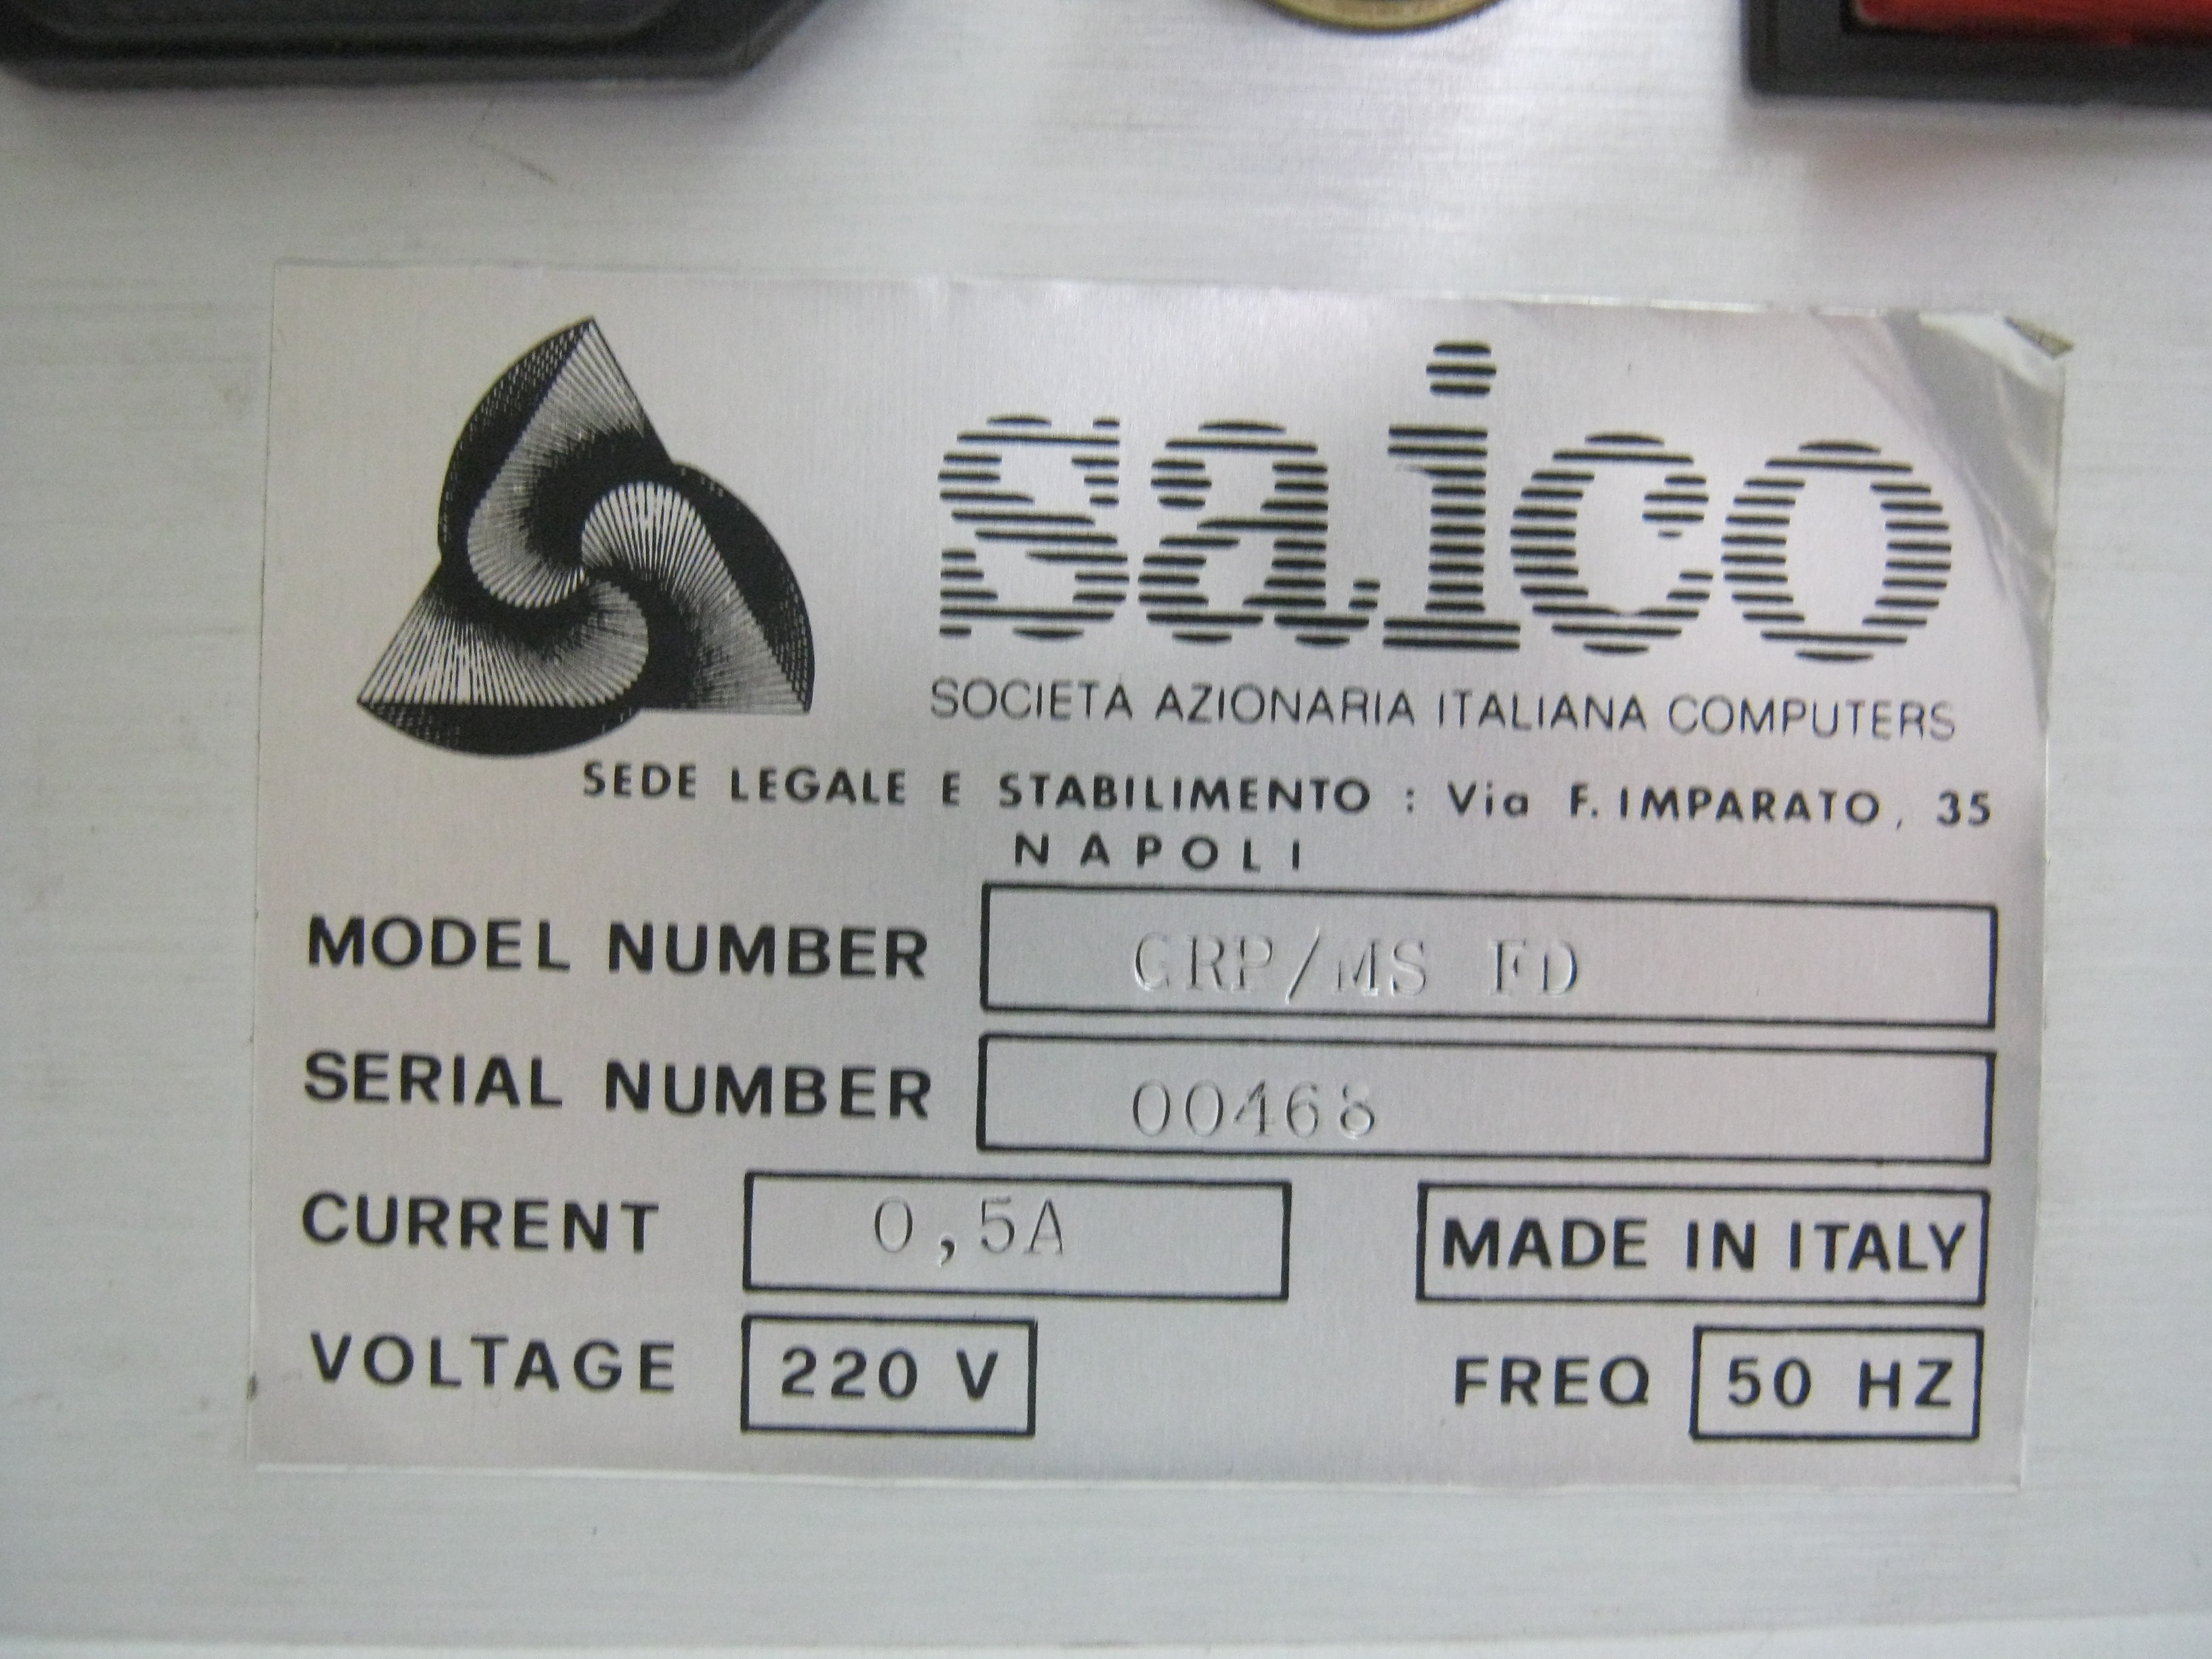 saico
SOCIETÀ AZIONARIA ITALIANA COMPUTERS
SEDE LEGALE E STABILIMENTO : Via F. IMPARATO, 35
NAPOLI
MODEL NUMBER GRP/MS FD
SERIAL NUMBER 00468
CURRENT 0,5A MADE IN ITALY
VOLTAGE 220 V FREQ 50 HZ